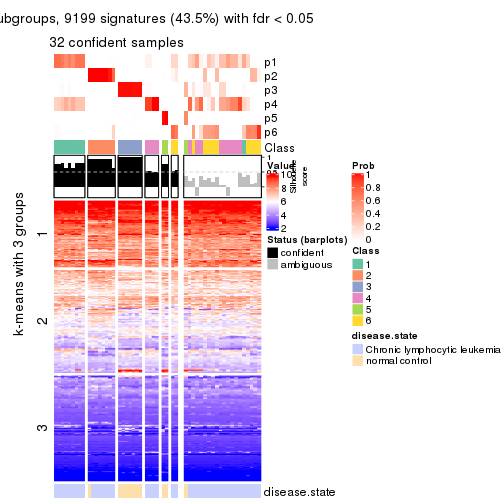 ubgroups, 9199 signatures (43.5%) with fdr < 0.05
32 confident samples
p1
p2
p3
p4
p5
p6
Class
1
Value
10
8
6
4
2
Silhouette
score
Prob
1
0.8
0.6
0.4
0.2
0
Status (barplots)
confident
ambiguous
Class
1
2
3
4
5
6
disease.state
Chronic lymphocytic leukemia
normal control
k-means with 3 groups
1
2
3
disease.state